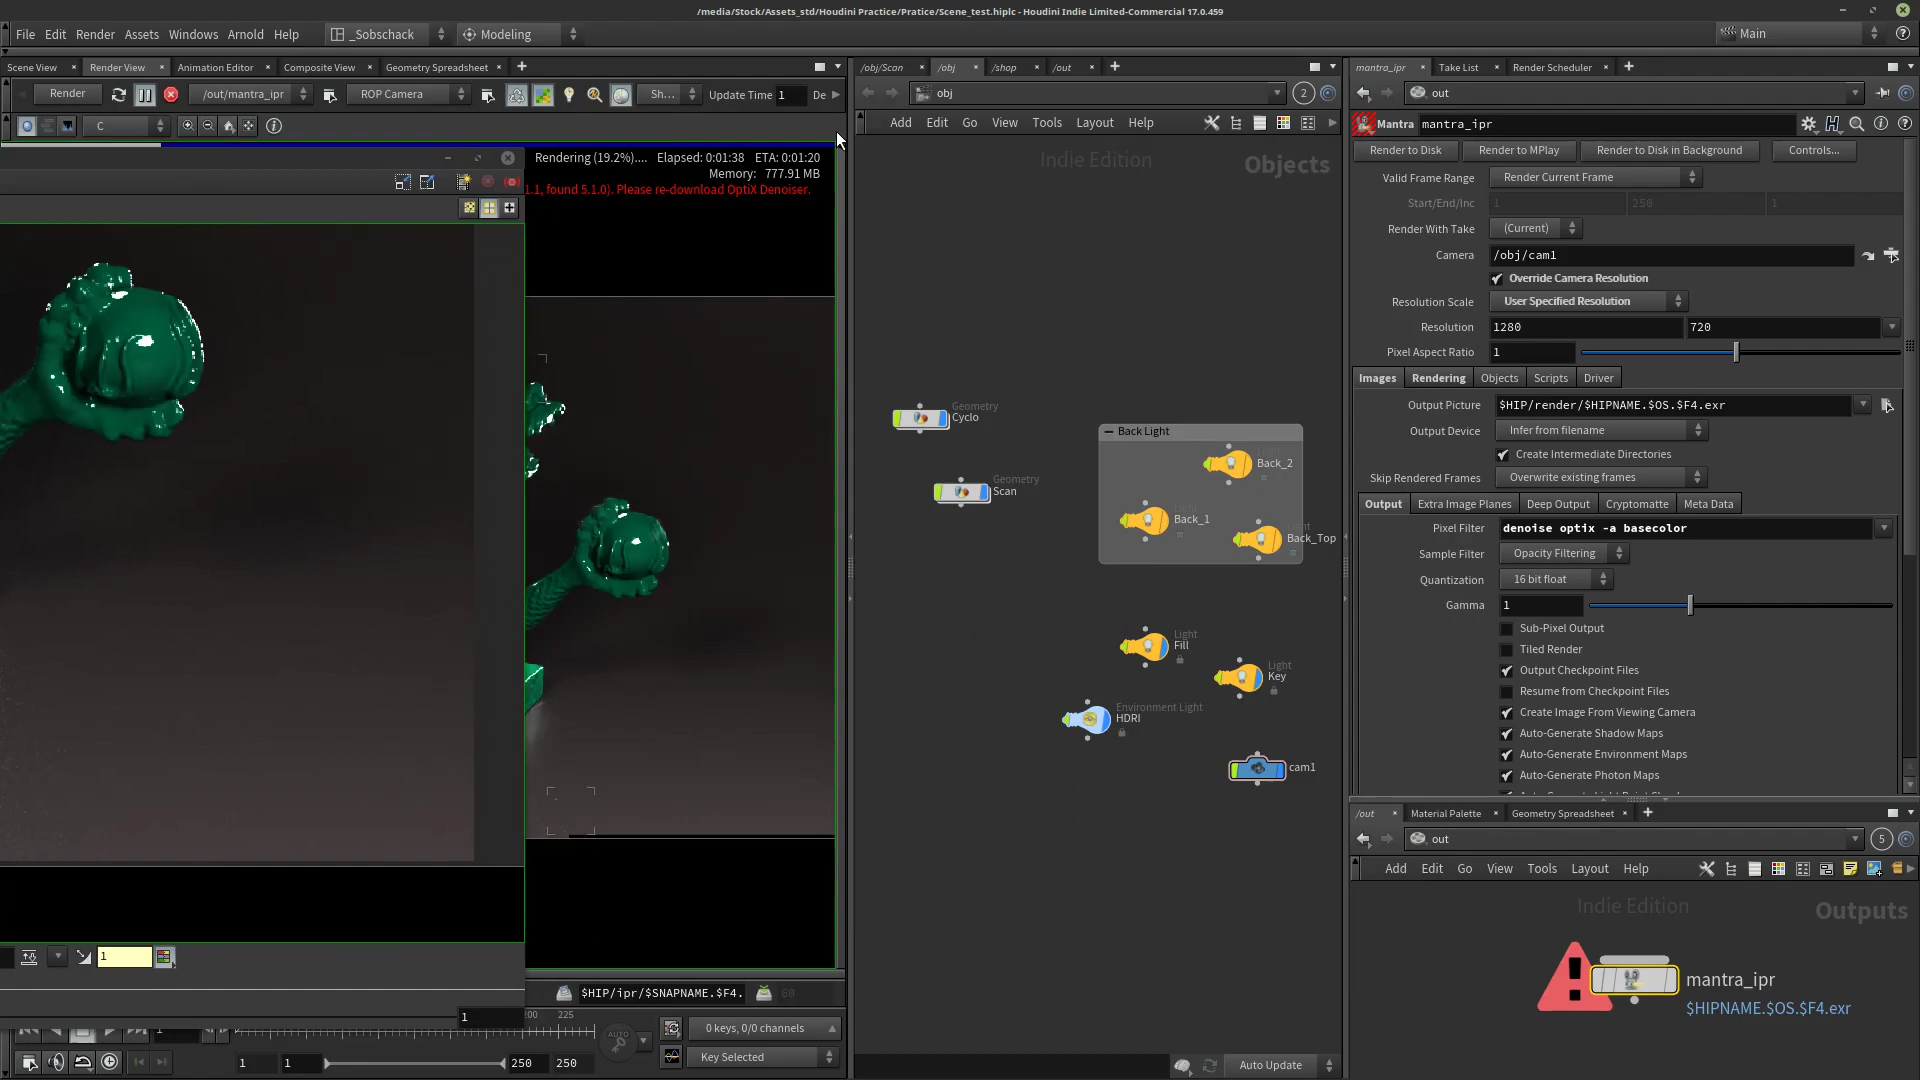 /media/Stock/Assets_std/Houdini Practice/Pratice/Scene_test.hiplc - Houdini Indie Limited-Commercial 17.0.459
File Edit Render Assets Windows Arnold Help _Sobschack Modeling Main
Scene View Render View Animation Editor Composite View Geometry Spreadsheet
Render /out/mantra_ipr ROP Camera Sh... Update Time 1 De
C
Rendering (19.2%).... Elapsed: 0:01:38 ETA: 0:01:20
Memory: 777.91 MB
1.1, found 5.1.0). Please re-download OptiX Denoiser.
1
$HIP/ipr/$SNAPNAME.$F4. 60
1
200 225
0 keys, 0/0 channels
AUTO
Key Selected
1 1 250 250
/obj/Scan /obj /shop /out
obj 2
Add Edit Go View Tools Layout Help
Indie Edition Objects
Geometry
Cyclo
Geometry
Scan
Back Light
Back_2
Back_1
Light
Back_Top
Light
Fill
Light
Key
Environment Light
HDRI
cam1
Auto Update
mantra_ipr Take List Render Scheduler
out
Mantra mantra_ipr
Render to Disk Render to MPlay Render to Disk in Background Controls...
Valid Frame Range Render Current Frame
Start/End/Inc 1 250 1
Render With Take (Current)
Camera /obj/cam1
Override Camera Resolution
Resolution Scale User Specified Resolution
Resolution 1280 720
Pixel Aspect Ratio 1
Images Rendering Objects Scripts Driver
Output Picture $HIP/render/$HIPNAME.$OS.$F4.exr
Output Device Infer from filename
Create Intermediate Directories
Skip Rendered Frames Overwrite existing frames
Output Extra Image Planes Deep Output Cryptomatte Meta Data
Pixel Filter denoise optix -a basecolor
Sample Filter Opacity Filtering
Quantization 16 bit float
Gamma 1
Sub-Pixel Output
Tiled Render
Output Checkpoint Files
Resume from Checkpoint Files
Create Image From Viewing Camera
Auto-Generate Shadow Maps
Auto-Generate Environment Maps
Auto-Generate Photon Maps
/out Material Palette Geometry Spreadsheet
out 5
Add Edit Go View Tools Layout Help
Indie Edition Outputs
mantra_ipr
$HIPNAME.$OS.$F4.exr